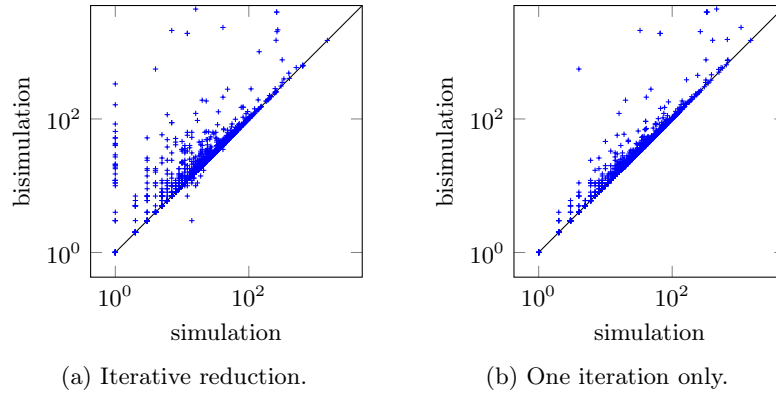 10^2
10^0
bisimulation
10^0 10^2
simulation
(a) Iterative reduction.
10^2
10^0
bisimulation
10^0 10^2
simulation
(b) One iteration only.